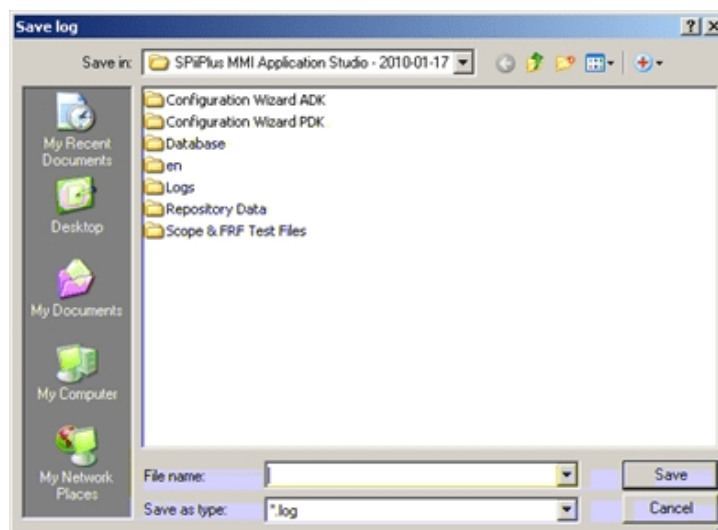 Save log
Save in:
SPiiPlus MMI Application Studio - 2010-01-17
My Recent
Documents
Desktop
My Documents
My Computer
My Network
Places
Configuration Wizard ADK
Configuration Wizard PDK
Database
en
Logs
Repository Data
Scope & FRF Test Files
File name:
Save
Save as type:
*.log
Cancel